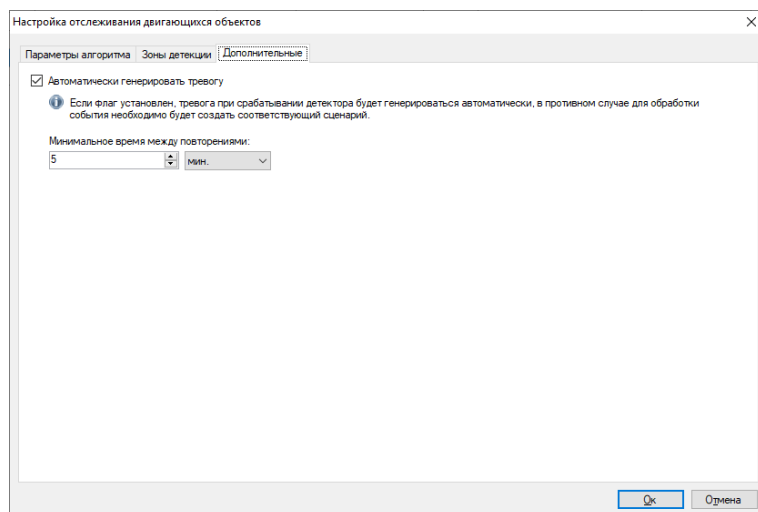 Настройка отслеживания двигающихся объектов
Параметры алгоритма Зоны детекции Дополнительные
Автоматически генерировать тревогу
Если флаг установлен, тревога при срабатывании детектора будет генерироваться автоматически, в противном случае для обработки
события необходимо будет создать соответствующий сценарий.
Минимальное время между повторениями:
5 мин.
Ок Отмена